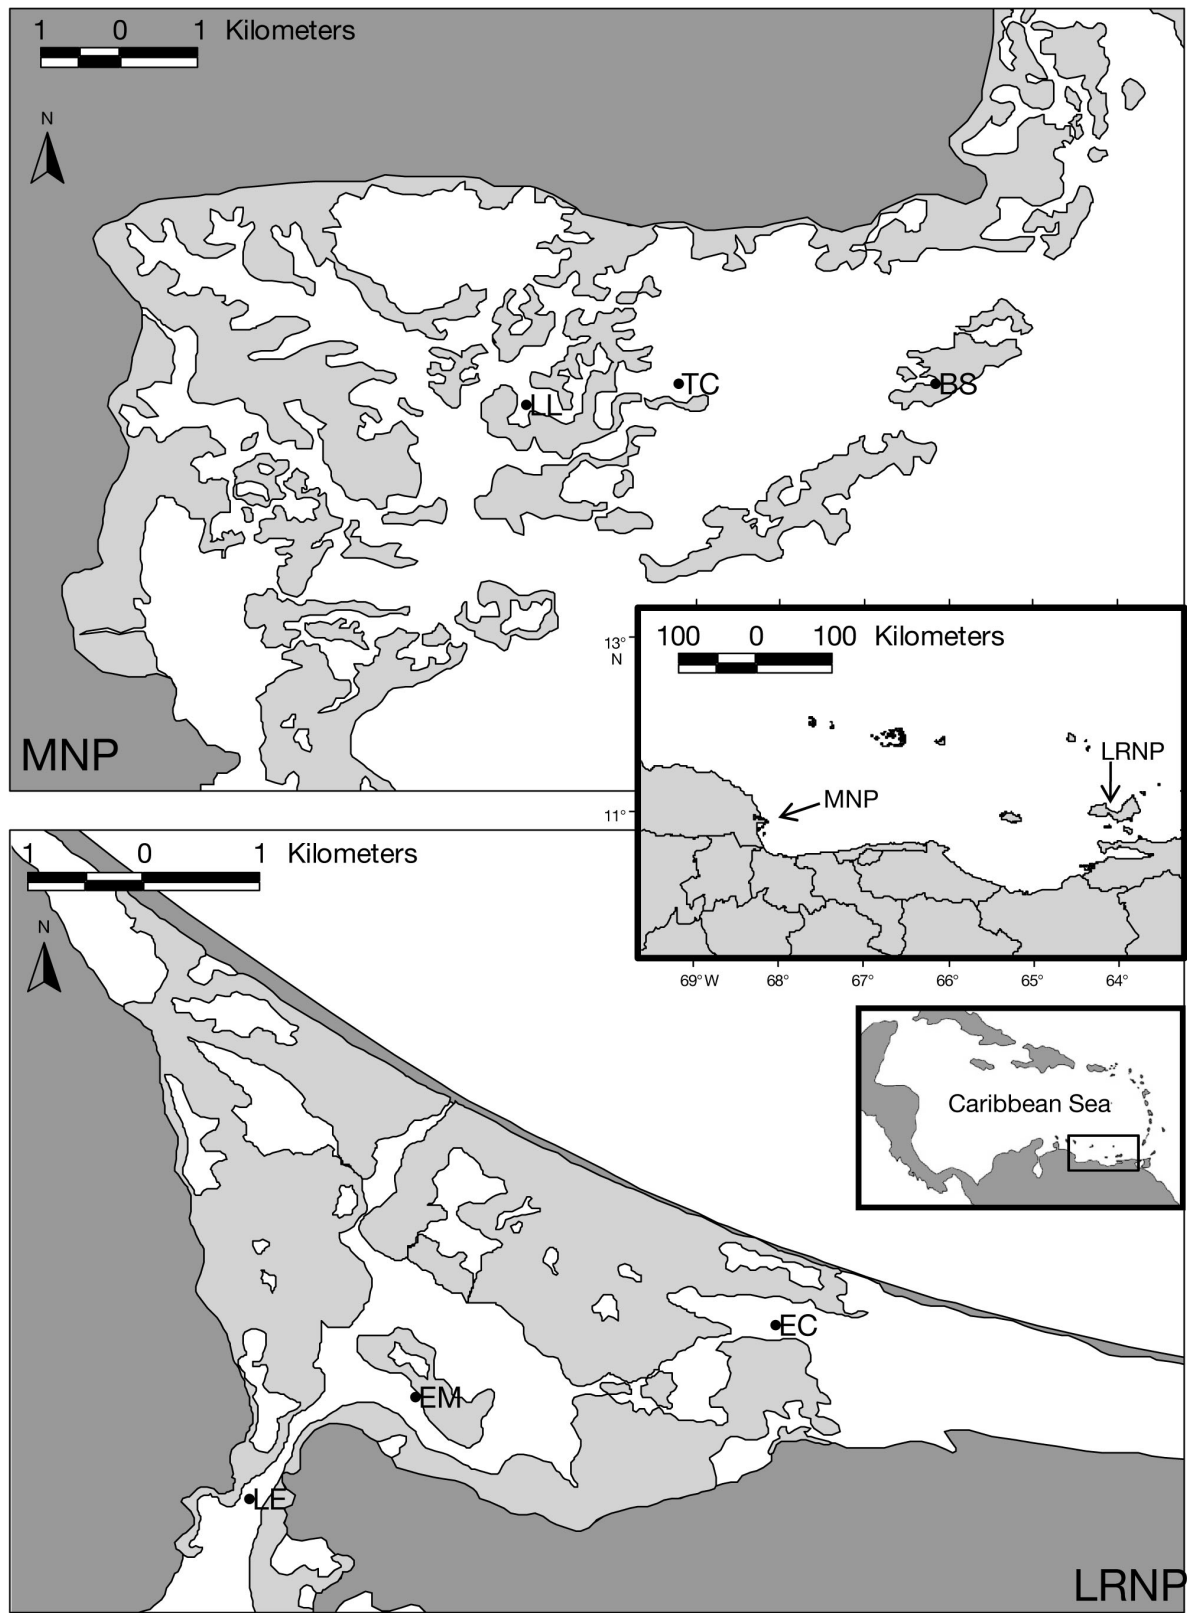 1 0 1 Kilometers
N
TC
BS
LL
MNP
100 0 100 Kilometers
13°
N
LRNP
MNP
11°
69°W 68° 67° 66° 65° 64°
1 0 1 Kilometers
N
Caribbean Sea
EC
EM
LE
LRNP